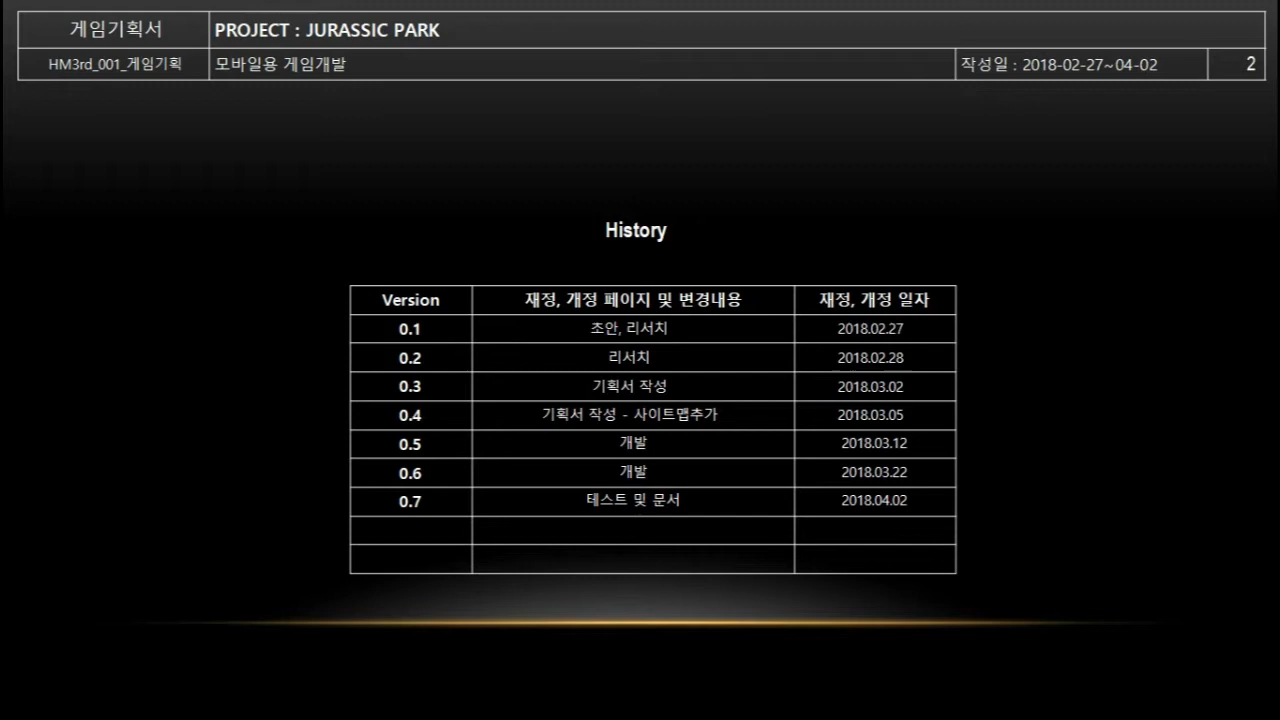 게임기획서 PROJECT : JURASSIC PARK
HM3rd_001_게임기획 모바일용 게임개발 작성일 : 2018-02-27~04-02 2
History
Version 재정, 개정 페이지 및 변경내용 재정, 개정 일자
0.1 초안, 리서치 2018.02.27
0.2 리서치 2018.02.28
0.3 기획서 작성 2018.03.02
0.4 기획서 작성 - 사이트맵추가 2018.03.05
0.5 개발 2018.03.12
0.6 개발 2018.03.22
0.7 테스트 및 문서 2018.04.02